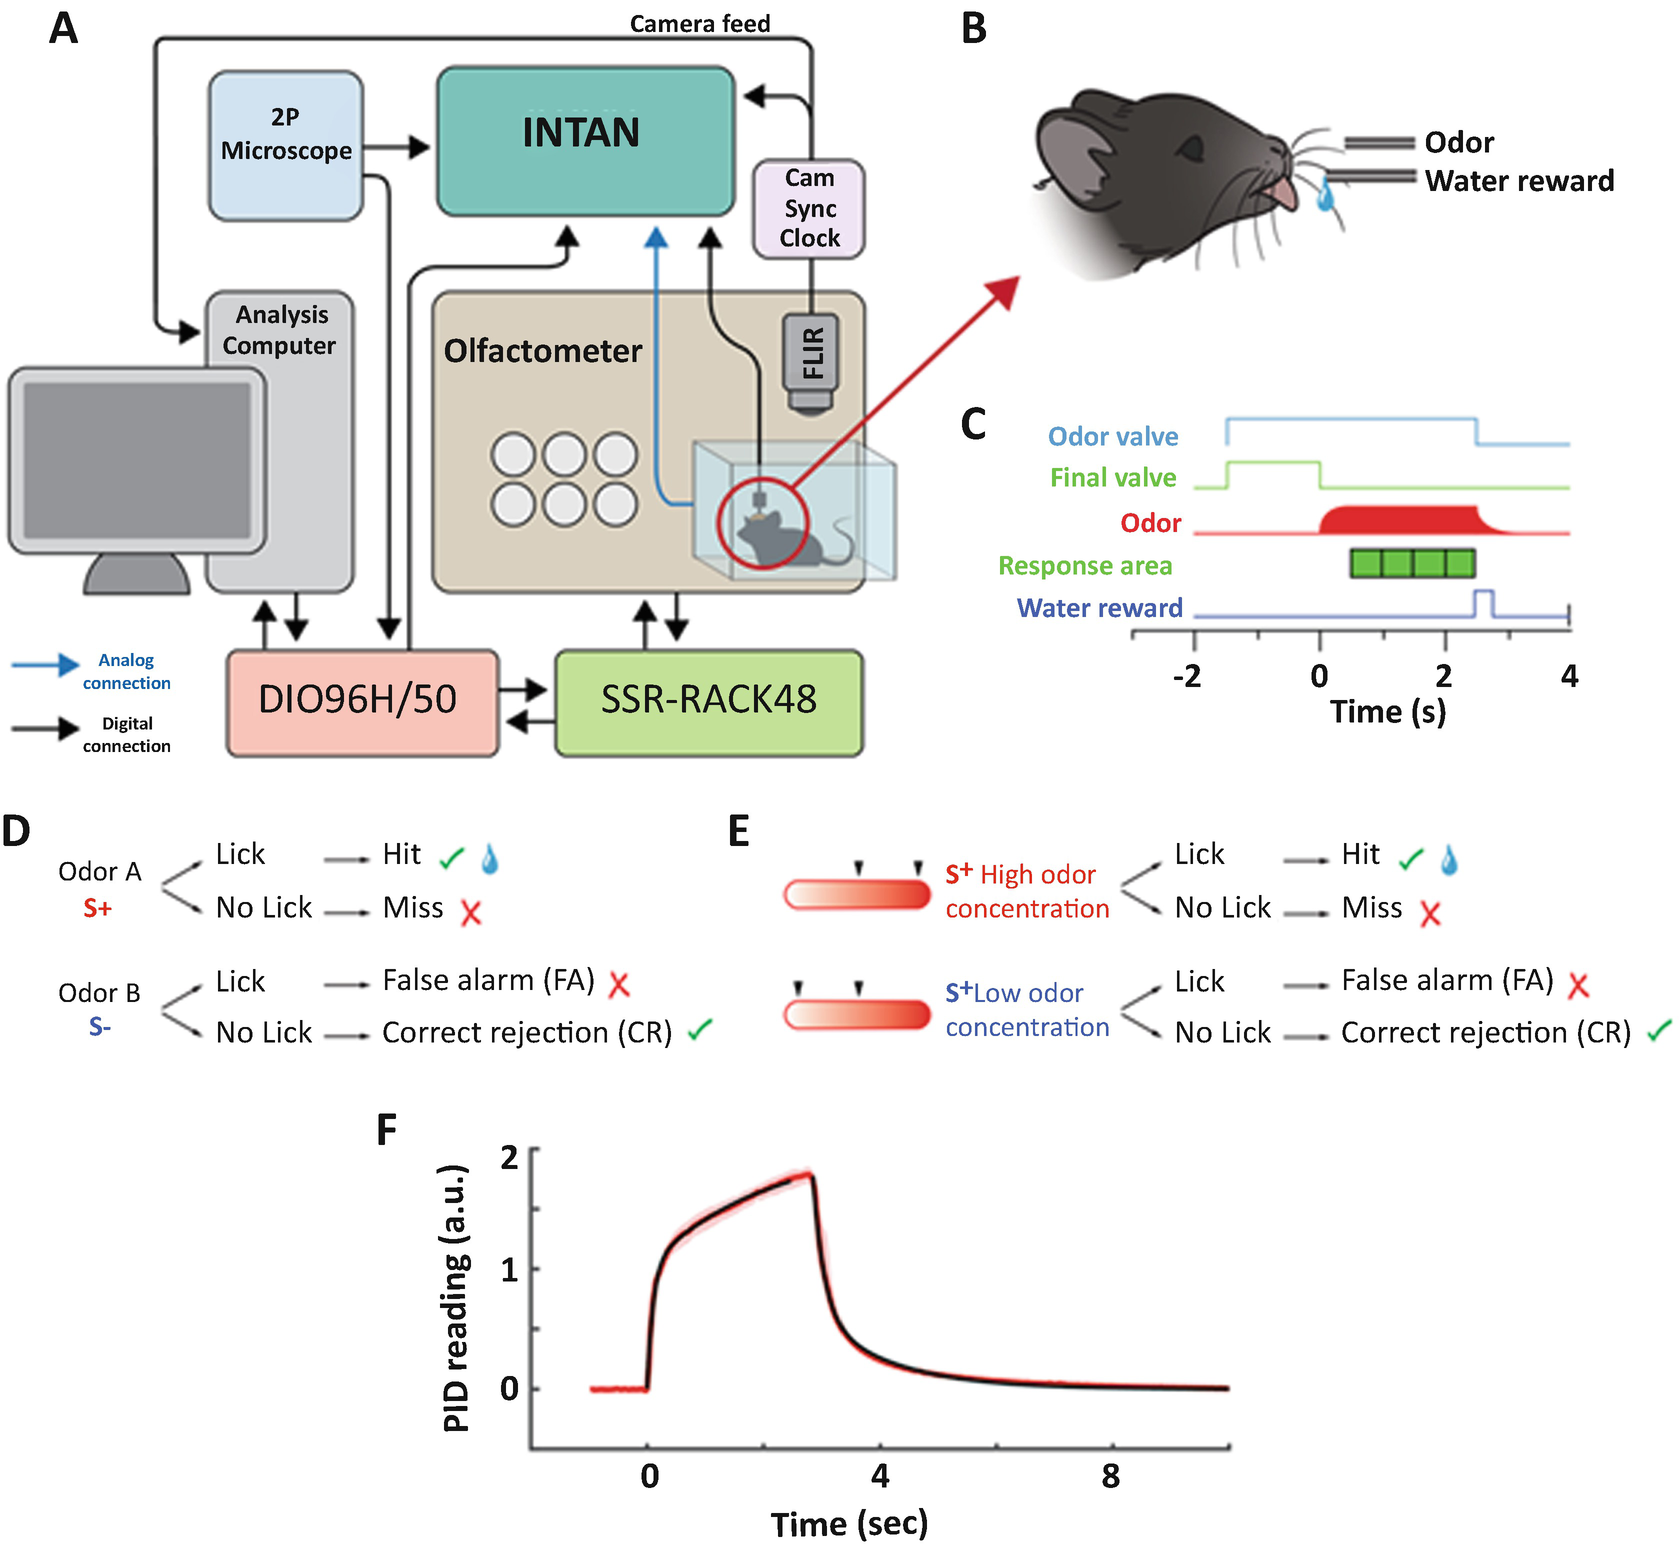 A
Camera feed
2P
Microscope
INTAN
Cam
Sync
Clock
Analysis
Computer
Olfactometer
FLIR
Analog
connection
Digital
connection
DIO96H/50
SSR-RACK48
B
Odor
Water reward
C
Odor valve
Final valve
Odor
Response area
Water reward
-2 0 2 4
Time (s)
D
Odor A
S+
Lick
Hit
No Lick
Miss
Odor B
S-
Lick
False alarm (FA)
No Lick
Correct rejection (CR)
E
S+ High odor
concentration
Lick
Hit
No Lick
Miss
S+Low odor
concentration
Lick
False alarm (FA)
No Lick
Correct rejection (CR)
F
PID reading (a.u.)
2
1
0
0 4 8
Time (sec)